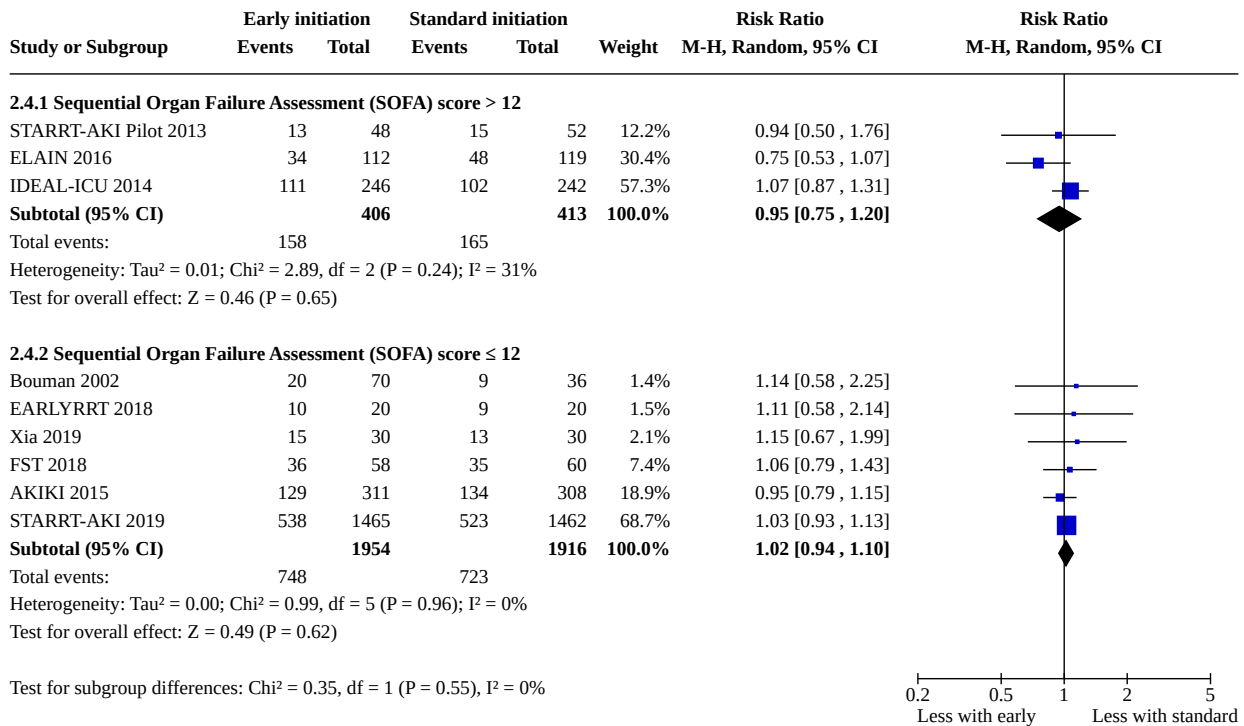 Early initiation Standard initiation Risk Ratio Risk Ratio
Study or Subgroup Events Total Events Total Weight M-H, Random, 95% CI M-H, Random, 95% CI
2.4.1 Sequential Organ Failure Assessment (SOFA) score > 12
STARRT-AKI Pilot 2013 13 48 15 52 12.2% 0.94 [0.50 , 1.76]
ELAIN 2016 34 112 48 119 30.4% 0.75 [0.53 , 1.07]
IDEAL-ICU 2014 111 246 102 242 57.3% 1.07 [0.87 , 1.31]
Subtotal (95% CI) 406 413 100.0% 0.95 [0.75 , 1.20]
Total events: 158 165
Heterogeneity: Tau² = 0.01; Chi² = 2.89, df = 2 (P = 0.24); I² = 31%
Test for overall effect: Z = 0.46 (P = 0.65)
2.4.2 Sequential Organ Failure Assessment (SOFA) score ≤ 12
Bouman 2002 20 70 9 36 1.4% 1.14 [0.58 , 2.25]
EARLYRRT 2018 10 20 9 20 1.5% 1.11 [0.58 , 2.14]
Xia 2019 15 30 13 30 2.1% 1.15 [0.67 , 1.99]
FST 2018 36 58 35 60 7.4% 1.06 [0.79 , 1.43]
AKIKI 2015 129 311 134 308 18.9% 0.95 [0.79 , 1.15]
STARRT-AKI 2019 538 1465 523 1462 68.7% 1.03 [0.93 , 1.13]
Subtotal (95% CI) 1954 1916 100.0% 1.02 [0.94 , 1.10]
Total events: 748 723
Heterogeneity: Tau² = 0.00; Chi² = 0.99, df = 5 (P = 0.96); I² = 0%
Test for overall effect: Z = 0.49 (P = 0.62)
Test for subgroup differences: Chi² = 0.35, df = 1 (P = 0.55), I² = 0%
0.2 0.5 1 2 5
Less with early Less with standard